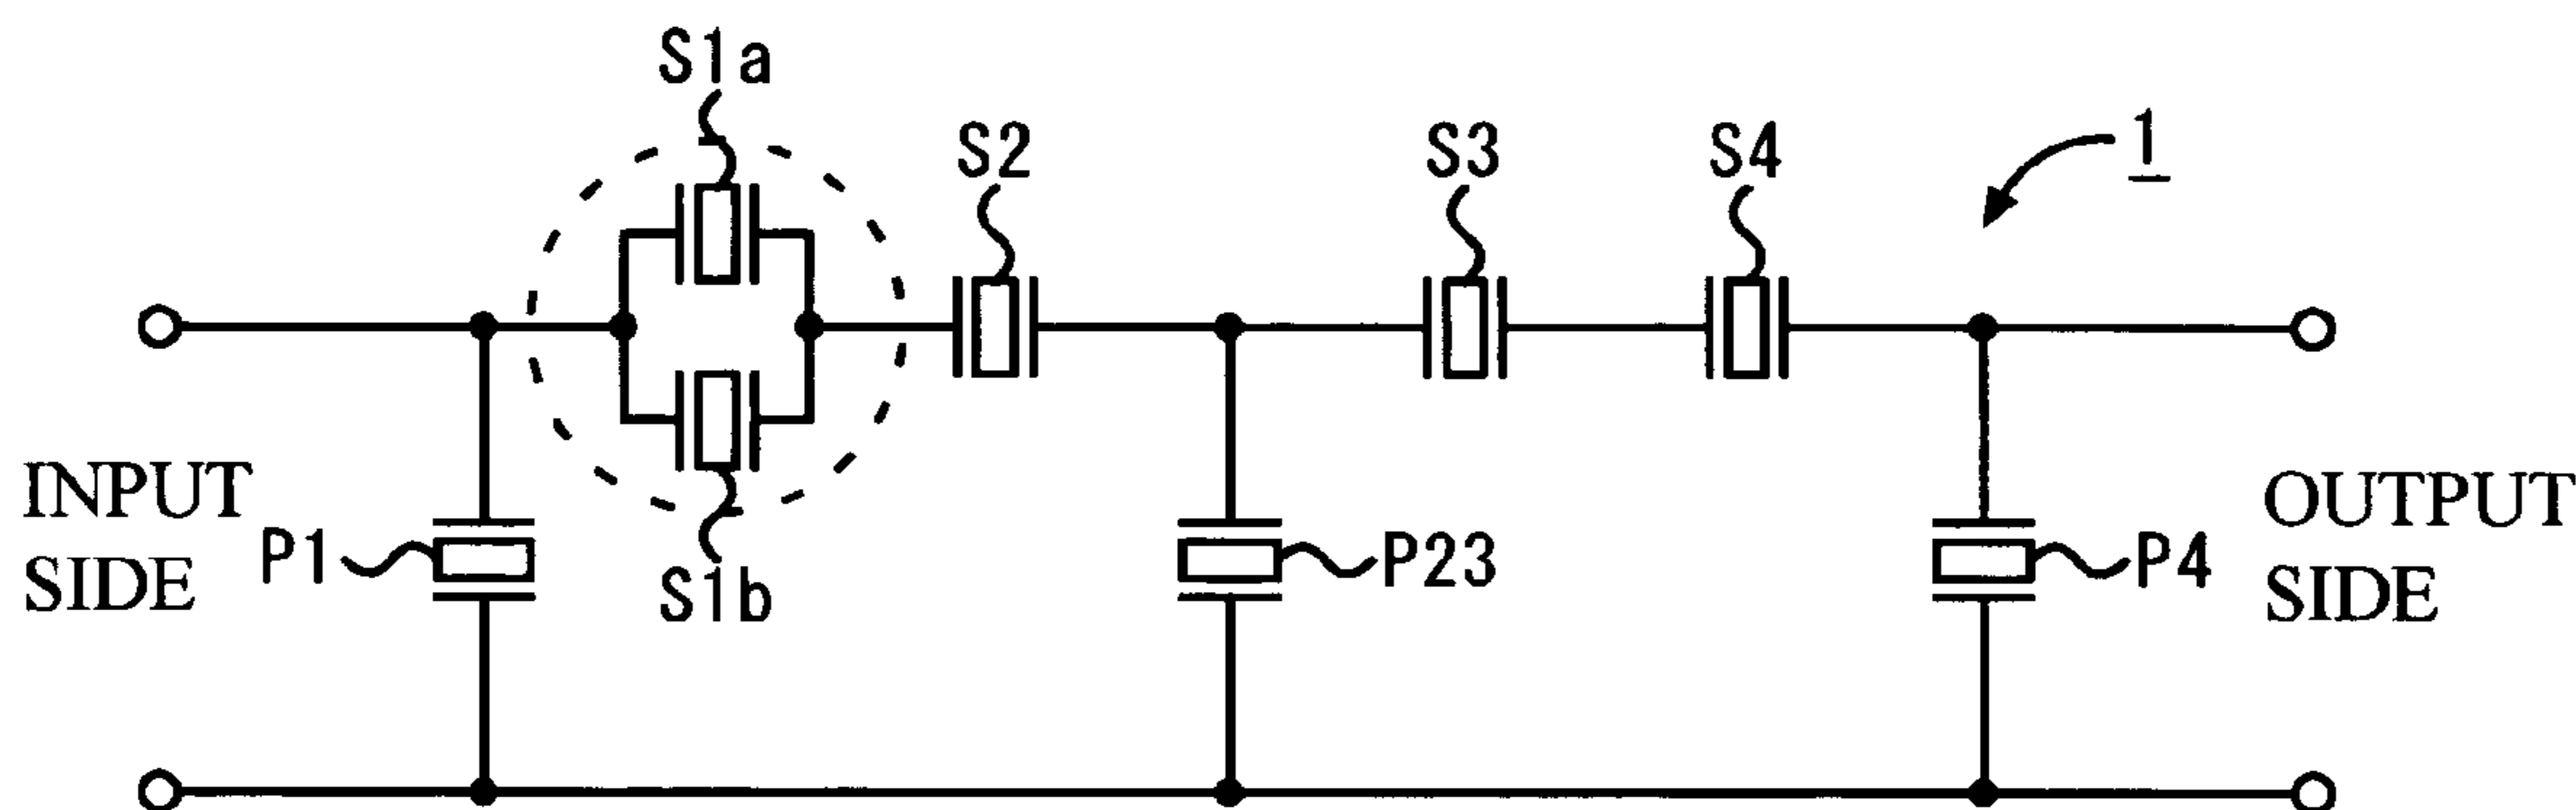 S1a
S2
S3
S4
1
INPUT
SIDE
P1
S1b
P23
P4
OUTPUT
SIDE